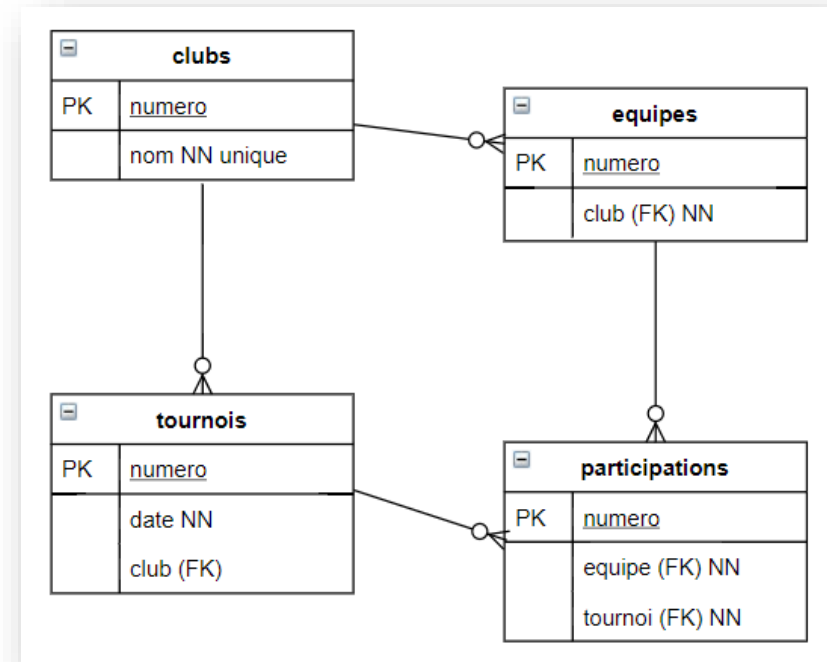 clubs
PK numero
nom NN unique
equipes
PK numero
club (FK) NN
tournois
PK numero
date NN
club (FK)
participations
PK numero
equipe (FK) NN
tournoi (FK) NN